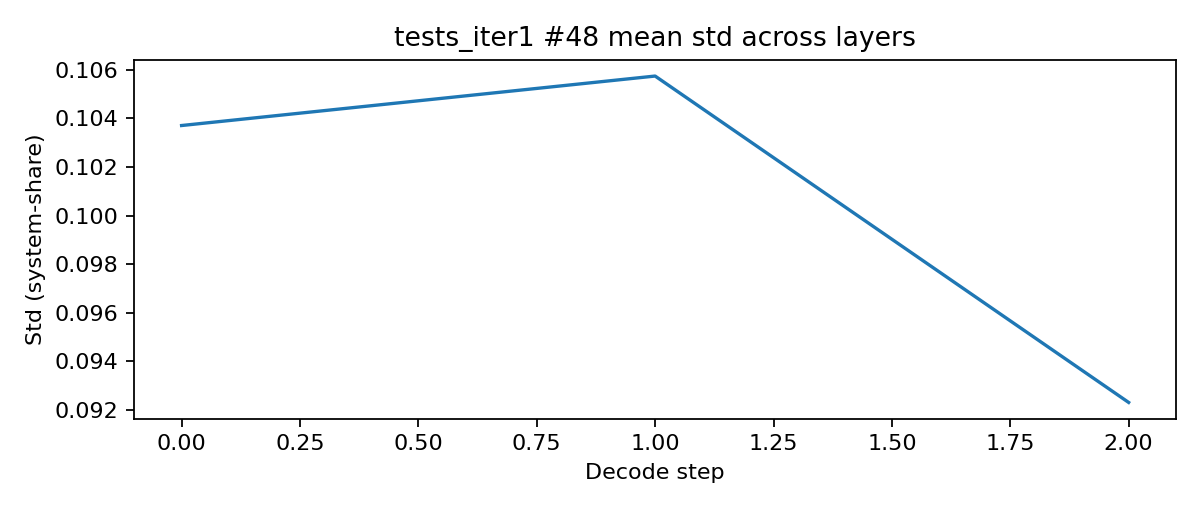 tests_iter1 #48 mean std across layers
Std (system-share)
0.106
0.104
0.102
0.100
0.098
0.096
0.094
0.092
0.00 0.25 0.50 0.75 1.00 1.25 1.50 1.75 2.00
Decode step